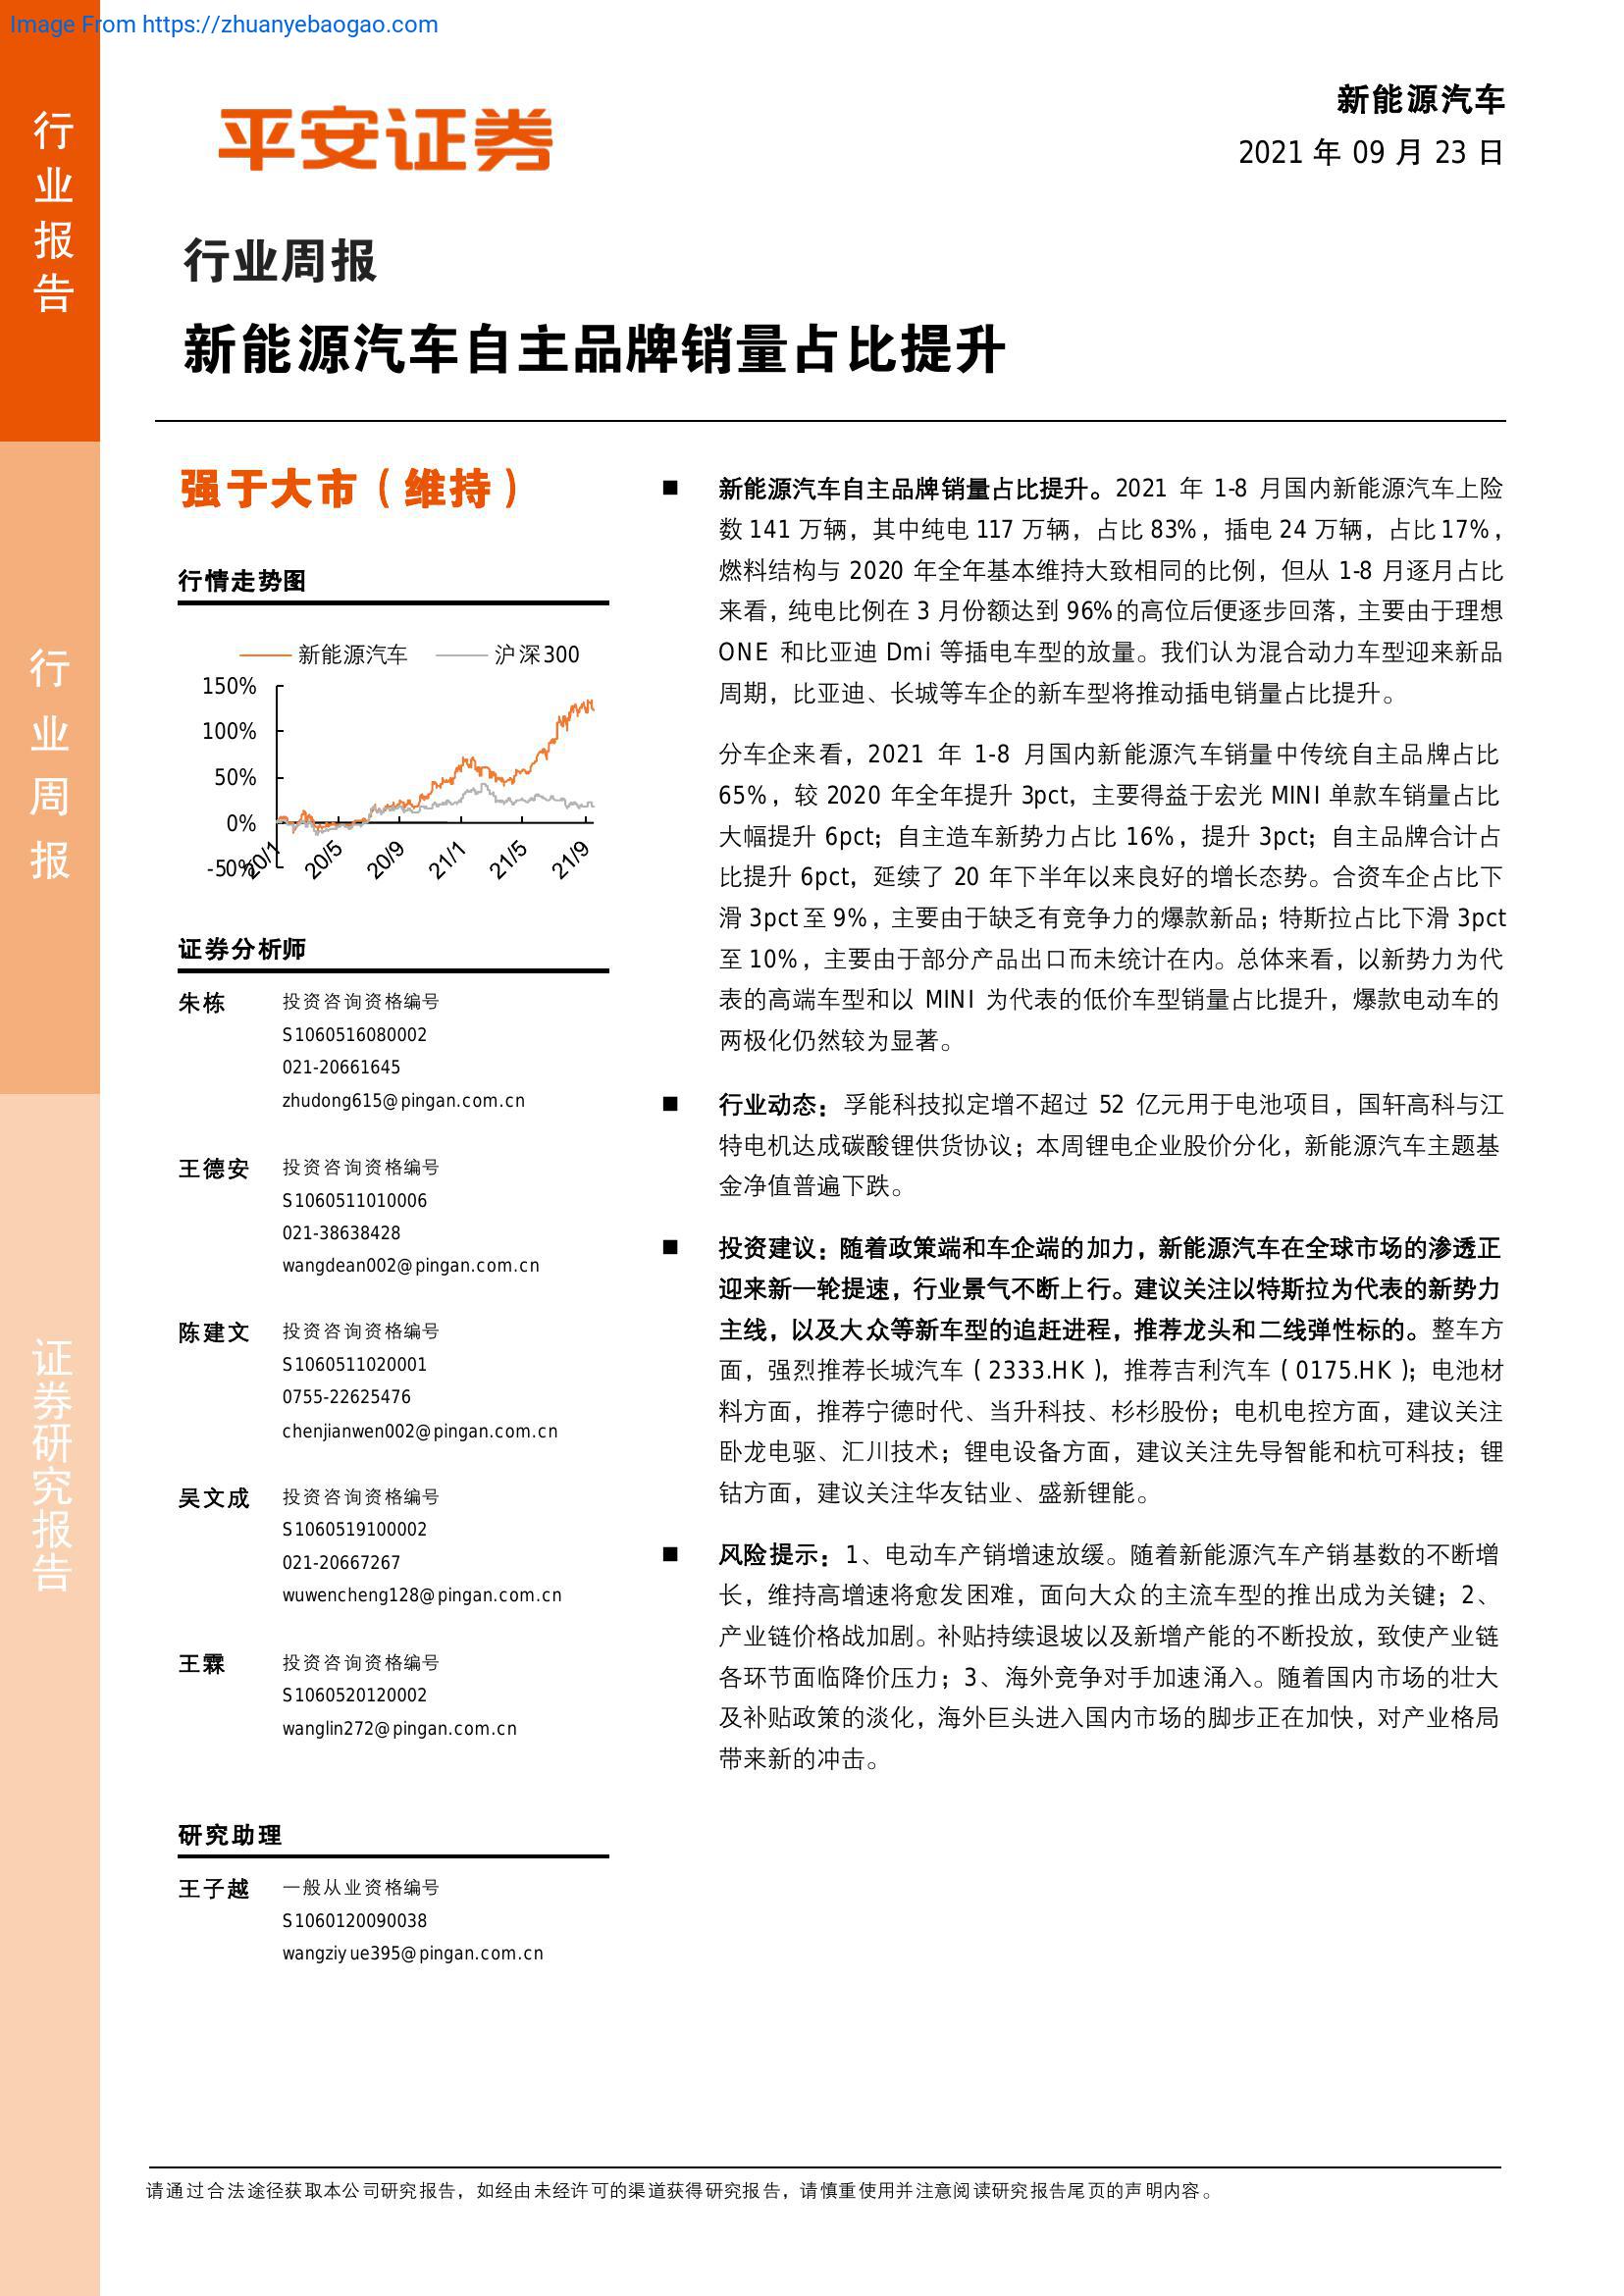 Image From https://zhuanyebaogao.com
行业报告
行业周报
证券研究报告
平安证券
新能源汽车
2021 年 09 月 23 日
行业周报
新能源汽车自主品牌销量占比提升
强于大市（维持）
行情走势图
新能源汽车 沪深300
150%
100%
50%
0%
-50%
20/1 20/5 20/9 21/1 21/5 21/9
证券分析师
朱栋 投资咨询资格编号
S1060516080002
021-20661645
zhudong615@pingan.com.cn
王德安 投资咨询资格编号
S1060511010006
021-38638428
wangdean002@pingan.com.cn
陈建文 投资咨询资格编号
S1060511020001
0755-22625476
chenjianwen002@pingan.com.cn
吴文成 投资咨询资格编号
S1060519100002
021-20667267
wuwencheng128@pingan.com.cn
王霖 投资咨询资格编号
S1060520120002
wanglin272@pingan.com.cn
研究助理
王子越 一般从业资格编号
S1060120090038
wangziyue395@pingan.com.cn
■ 新能源汽车自主品牌销量占比提升。2021 年 1-8 月国内新能源汽车上险
数 141 万辆，其中纯电 117 万辆，占比 83%，插电 24 万辆，占比 17%，
燃料结构与 2020 年全年基本维持大致相同的比例，但从 1-8 月逐月占比
来看，纯电比例在 3 月份额达到 96%的高位后便逐步回落，主要由于理想
ONE 和比亚迪 Dmi 等插电车型的放量。我们认为混合动力车型迎来新品
周期，比亚迪、长城等车企的新车型将推动插电销量占比提升。
分车企来看，2021 年 1-8 月国内新能源汽车销量中传统自主品牌占比
65%，较 2020 年全年提升 3pct，主要得益于宏光 MINI 单款车销量占比
大幅提升 6pct；自主造车新势力占比 16%，提升 3pct；自主品牌合计占
比提升 6pct，延续了 20 年下半年以来良好的增长态势。合资车企占比下
滑 3pct 至 9%，主要由于缺乏有竞争力的爆款新品；特斯拉占比下滑 3pct
至 10%，主要由于部分产品出口而未统计在内。总体来看，以新势力为代
表的高端车型和以 MINI 为代表的低价车型销量占比提升，爆款电动车的
两极化仍然较为显著。
■ 行业动态：孚能科技拟定增不超过 52 亿元用于电池项目，国轩高科与江
特电机达成碳酸锂供货协议；本周锂电企业股价分化，新能源汽车主题基
金净值普遍下跌。
■ 投资建议：随着政策端和车企端的加力，新能源汽车在全球市场的渗透正
迎来新一轮提速，行业景气不断上行。建议关注以特斯拉为代表的新势力
主线，以及大众等新车型的追赶进程，推荐龙头和二线弹性标的。整车方
面，强烈推荐长城汽车（2333.HK），推荐吉利汽车（0175.HK）；电池材
料方面，推荐宁德时代、当升科技、杉杉股份；电机电控方面，建议关注
卧龙电驱、汇川技术；锂电设备方面，建议关注先导智能和杭可科技；锂
钴方面，建议关注华友钴业、盛新锂能。
■ 风险提示：1、电动车产销增速放缓。随着新能源汽车产销基数的不断增
长，维持高增速将愈发困难，面向大众的主流车型的推出成为关键；2、
产业链价格战加剧。补贴持续退坡以及新增产能的不断投放，致使产业链
各环节面临降价压力；3、海外竞争对手加速涌入。随着国内市场的壮大
及补贴政策的淡化，海外巨头进入国内市场的脚步正在加快，对产业格局
带来新的冲击。
请通过合法途径获取本公司研究报告，如经由未经许可的渠道获得研究报告，请慎重使用并注意阅读研究报告尾页的声明内容。